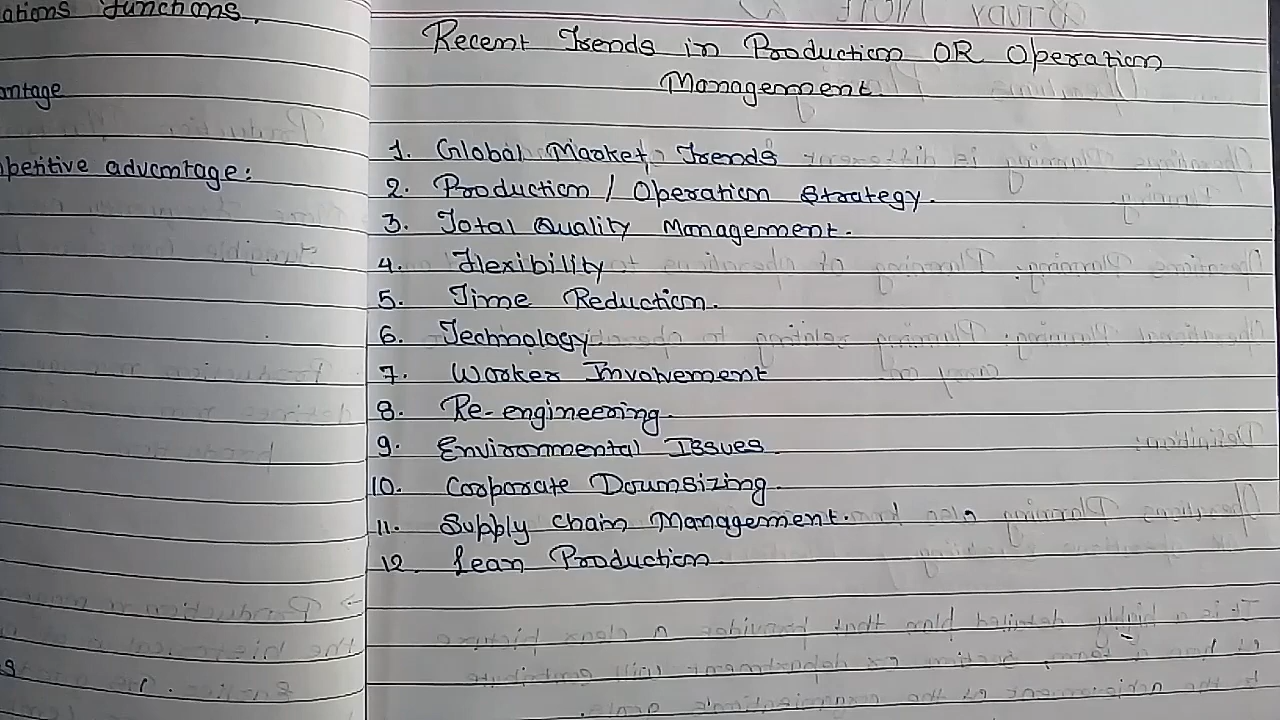 ations functions.
antage
petitive advantage:
Recent Trends in Production OR Operation
Management
1. Global Market Trends
2. Production / Operation Strategy.
3. Total Quality Management.
4. Flexibility
5. Time Reduction.
6. Technology
7. Worker Involvement
8. Re-engineering.
9. Environmental Issues
10. Corporate Downsizing.
11. Supply Chain Management.
12. Lean Production